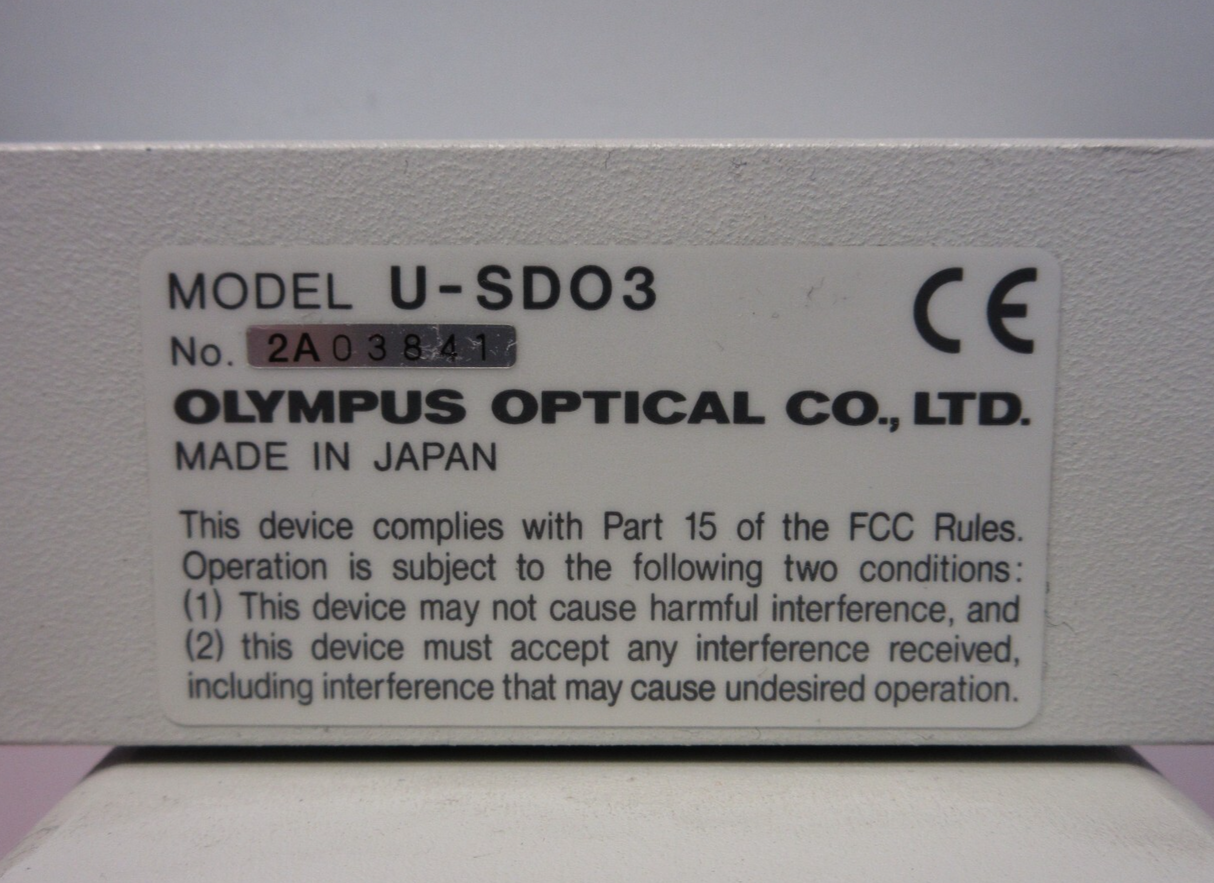 MODEL U-SDO3
No. 2A03841
CE
OLYMPUS OPTICAL CO., LTD.
MADE IN JAPAN
This device complies with Part 15 of the FCC Rules.
Operation is subject to the following two conditions:
(1) This device may not cause harmful interference, and
(2) this device must accept any interference received,
including interference that may cause undesired operation.